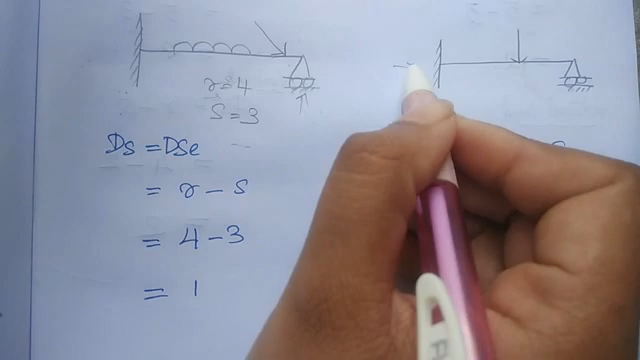 r=4
S=3
Ds = DSe
= r - s
= 4-3
= 1